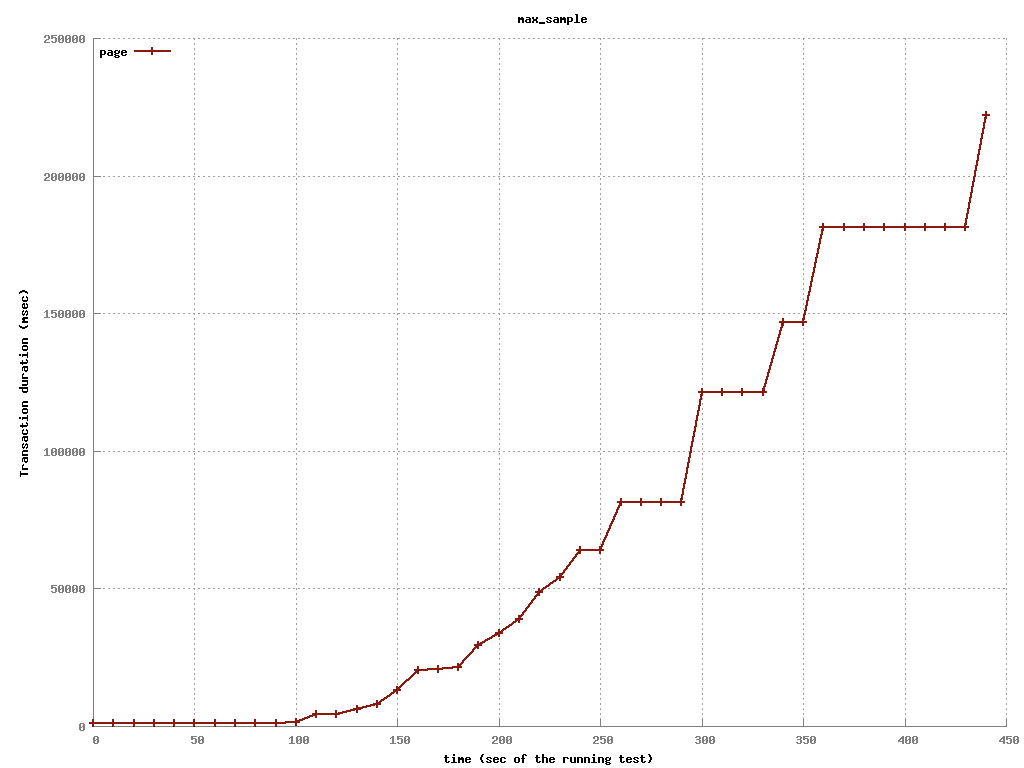 max_sample
page
250000
200000
150000
100000
50000
0
Transaction duration (msec)
0 50 100 150 200 250 300 350 400 450
time (sec of the running test)